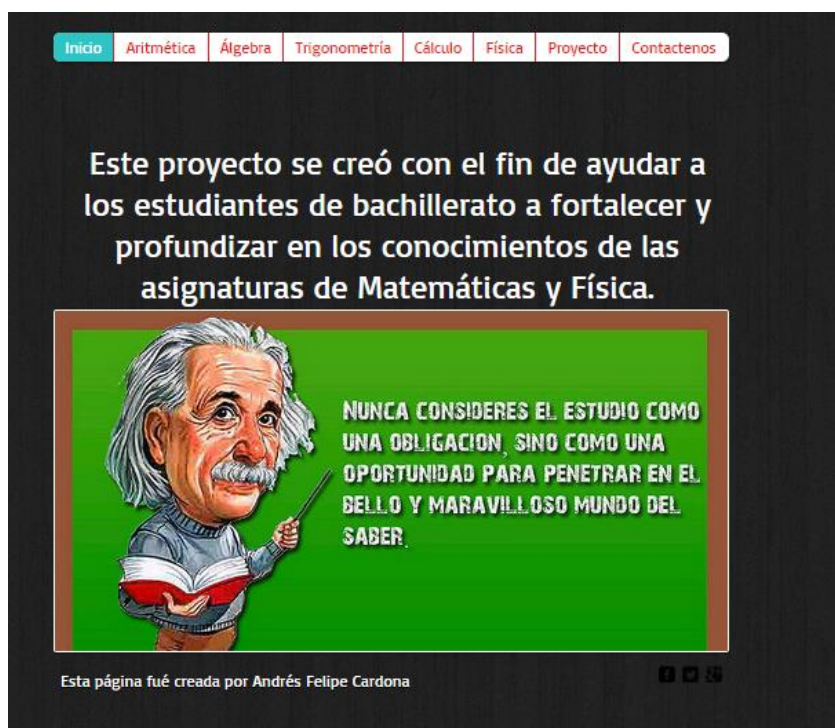 Inicio Aritmética Álgebra Trigonometría Cálculo Física Proyecto Contactenos
Este proyecto se creó con el fin de ayudar a
los estudiantes de bachillerato a fortalecer y
profundizar en los conocimientos de las
asignaturas de Matemáticas y Física.
NUNCA CONSIDERES EL ESTUDIO COMO
UNA OBLIGACION, SINO COMO UNA
OPORTUNIDAD PARA PENETRAR EN EL
BELLO Y MARAVILLOSO MUNDO DEL
SABER.
Esta página fué creada por Andrés Felipe Cardona